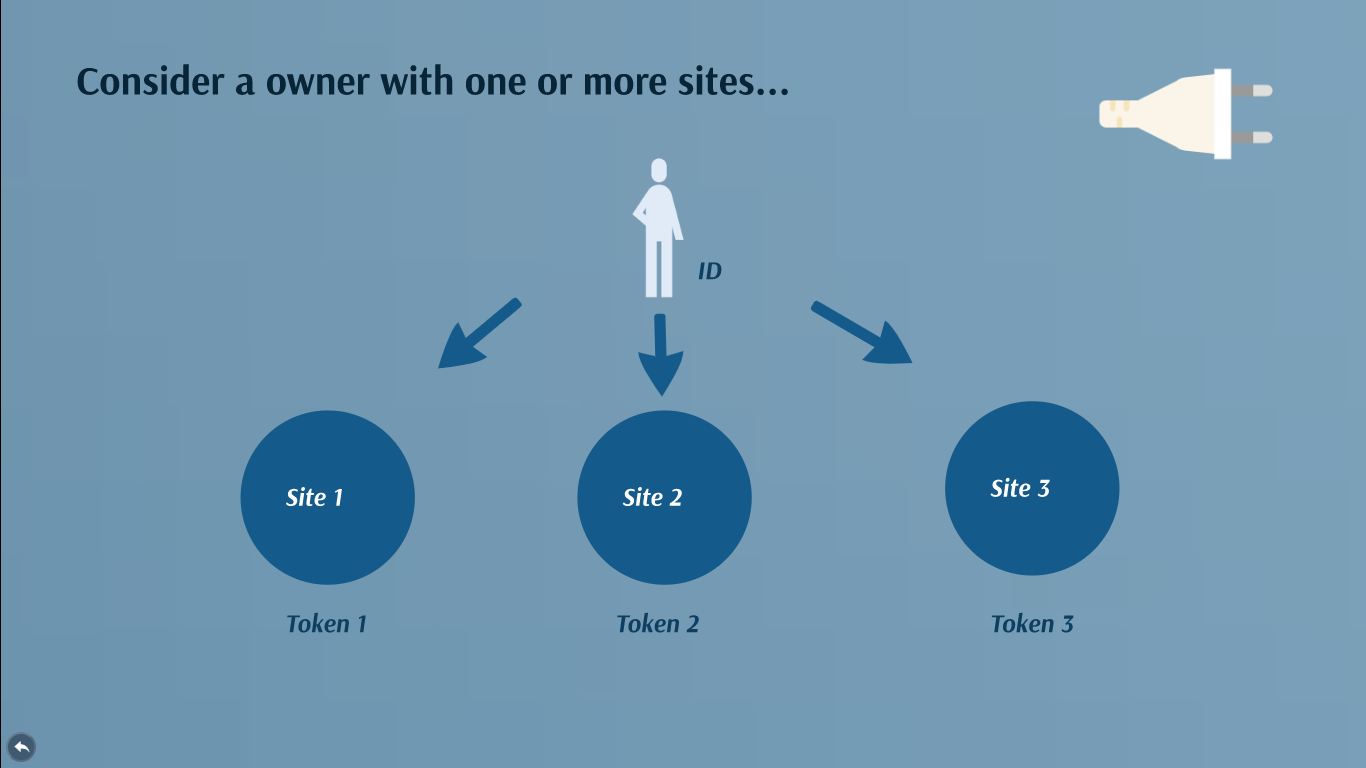 Consider a owner with one or more sites...
ID
Site 1
Site 2
Site 3
Token 1
Token 2
Token 3